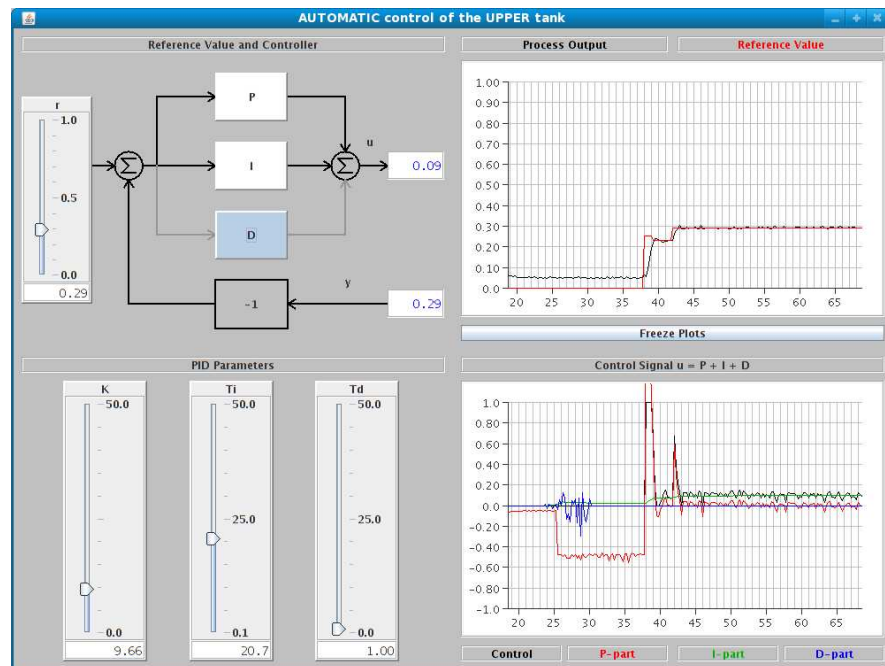 AUTOMATIC control of the UPPER tank
Reference Value and Controller
r
1.0
0.5
0.0
0.29
Σ
P
I
D
-1
Σ
u
0.09
y
0.29
Process Output
Reference Value
1.00
0.90
0.80
0.70
0.60
0.50
0.40
0.30
0.20
0.10
0.0
20 25 30 35 40 45 50 55 60 65
Freeze Plots
PID Parameters
K
50.0
25.0
0.0
9.66
Ti
50.0
25.0
0.1
20.7
Td
50.0
25.0
0.0
1.00
Control Signal u = P + I + D
1.0
0.80
0.60
0.40
0.20
0.0
-0.20
-0.40
-0.60
-0.80
-1.0
20 25 30 35 40 45 50 55 60 65
Control
P-part
I-part
D-part